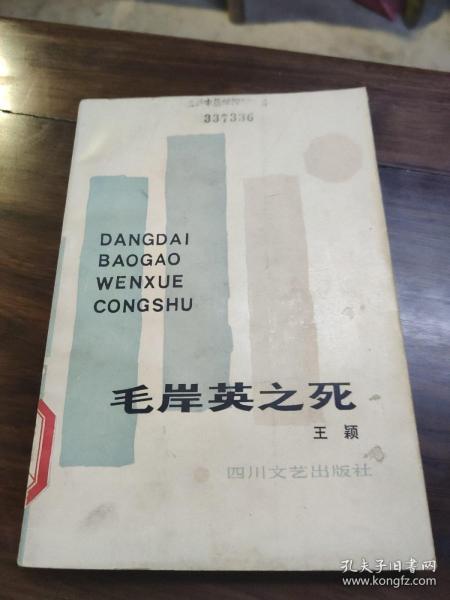 337336
DANGDAI
BAOGAO
WENXUE
CONGSHU
毛岸英之死
王颖
四川文艺出版社
孔夫子旧书网
www.kongfz.com